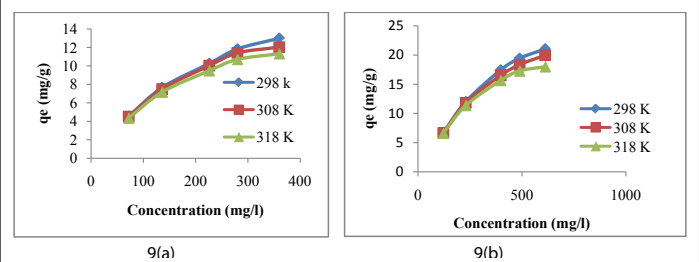 14
12
10
8
6
4
2
0
0 100 200 300 400
qe (mg/g)
Concentration (mg/l)
298 k
308 K
318 K
9(a)
25
20
15
10
5
0
0 500 1000
qe (mg/g)
Concentration (mg/l)
298 K
308 K
318 K
9(b)